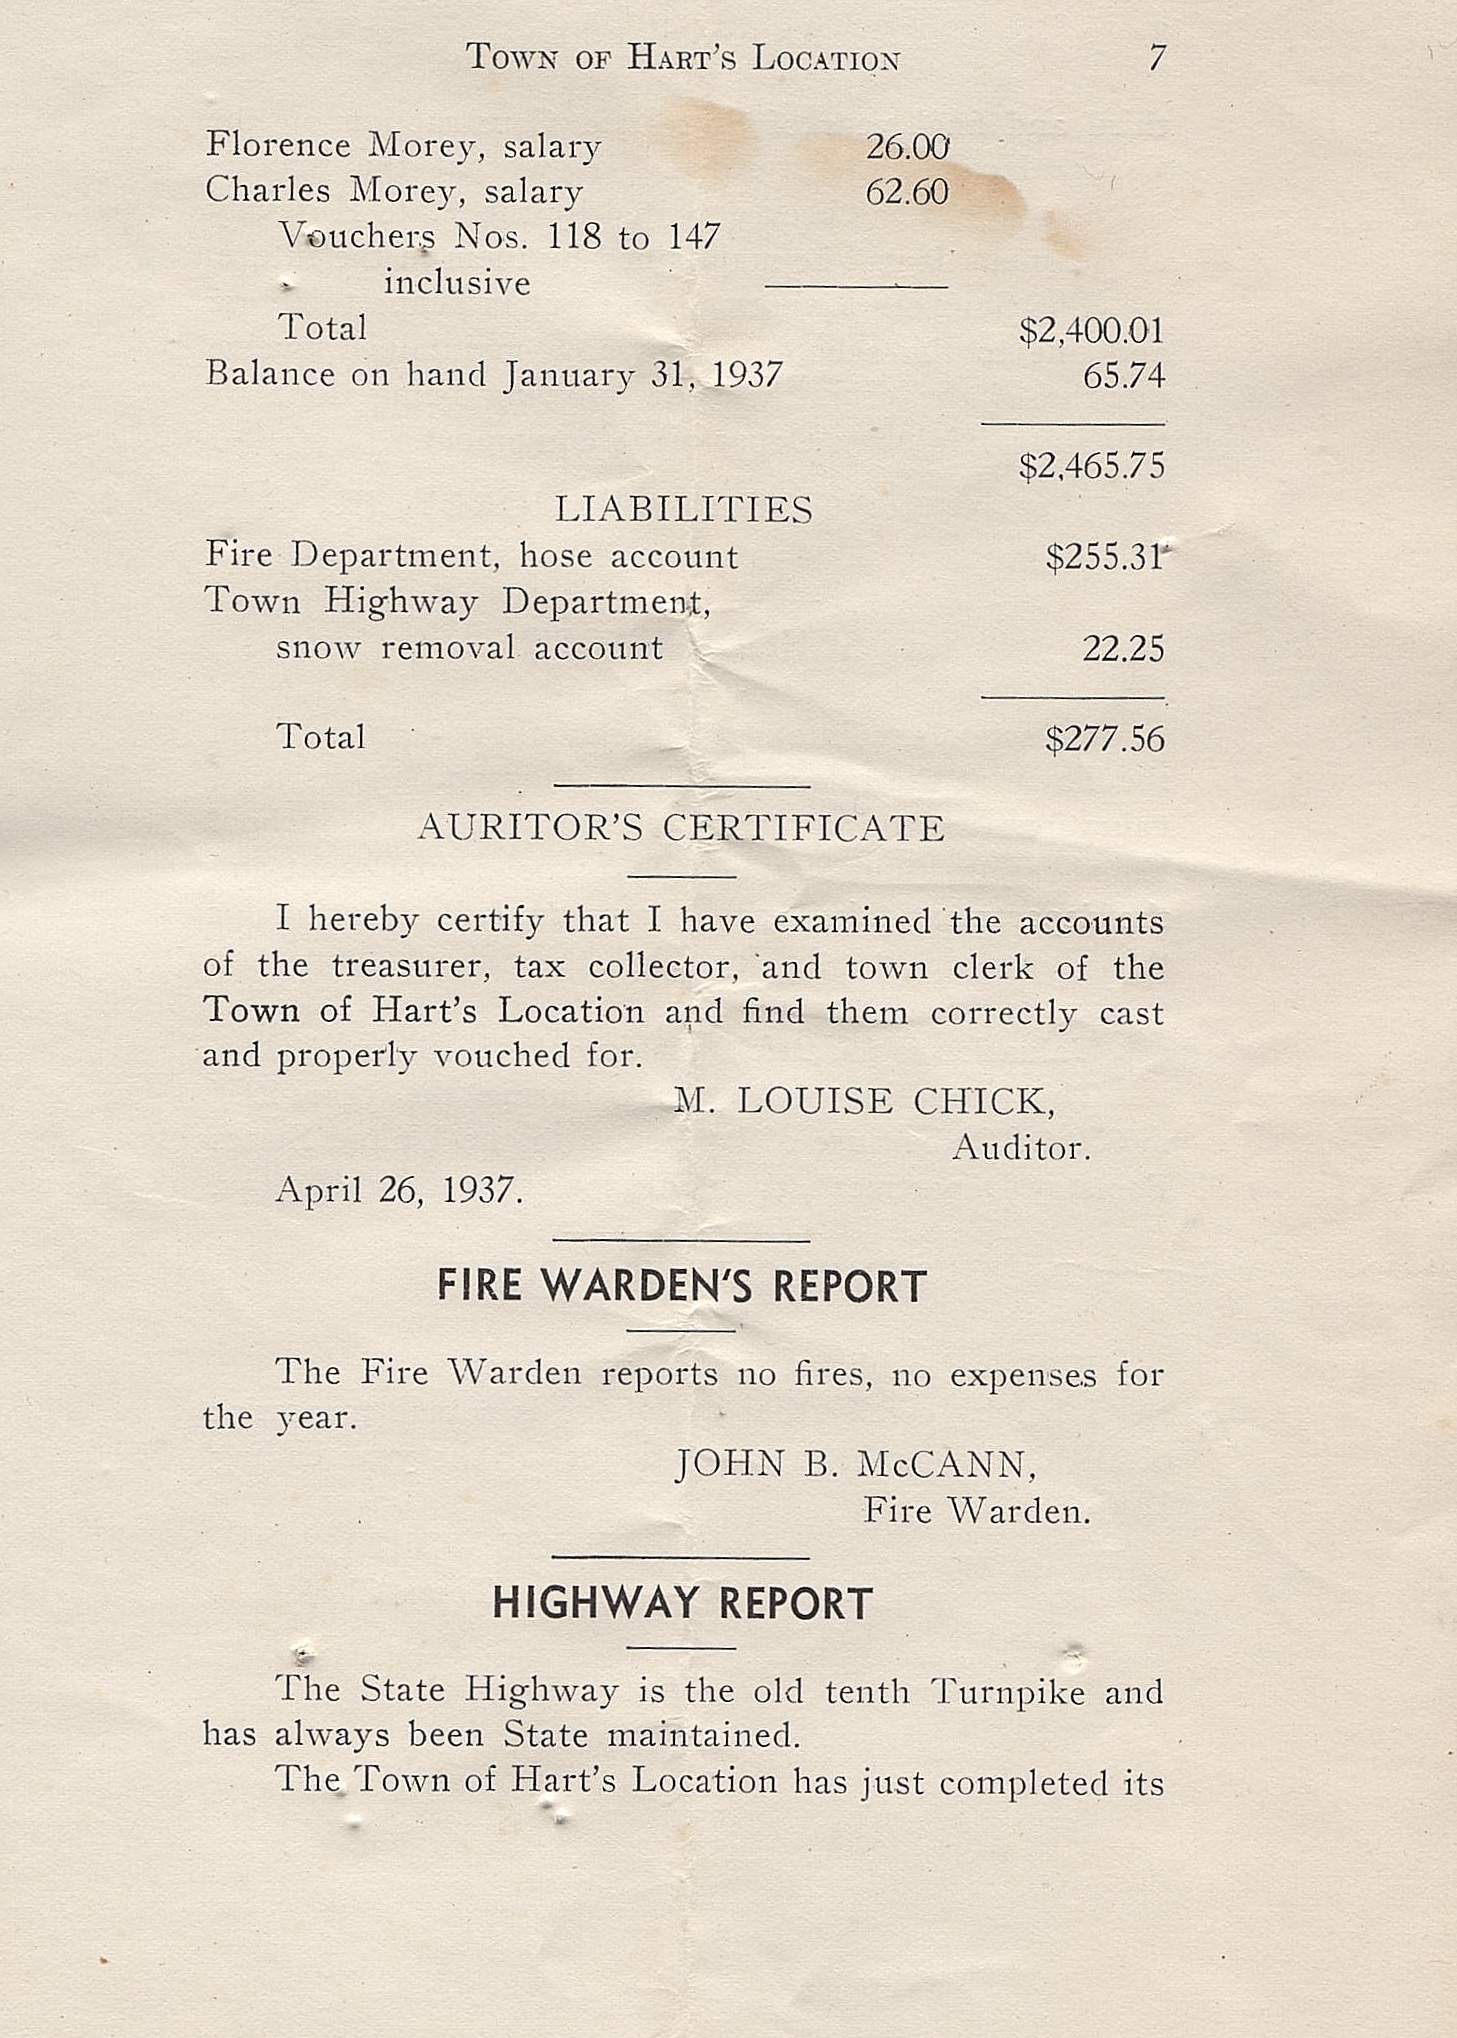 Town of Hart's Location 7
Florence Morey, salary 26.00
Charles Morey, salary 62.60
Vouchers Nos. 118 to 147
inclusive
Total $2,400.01
Balance on hand January 31, 1937 65.74
$2,465.75
LIABILITIES
Fire Department, hose account $255.31
Town Highway Department,
snow removal account 22.25
Total $277.56
AURITOR'S CERTIFICATE
I hereby certify that I have examined the accounts
of the treasurer, tax collector, and town clerk of the
Town of Hart's Location and find them correctly cast
and properly vouched for.
M. LOUISE CHICK,
Auditor.
April 26, 1937.
FIRE WARDEN'S REPORT
The Fire Warden reports no fires, no expenses for
the year.
JOHN B. McCANN,
Fire Warden.
HIGHWAY REPORT
The State Highway is the old tenth Turnpike and
has always been State maintained.
The Town of Hart's Location has just completed its